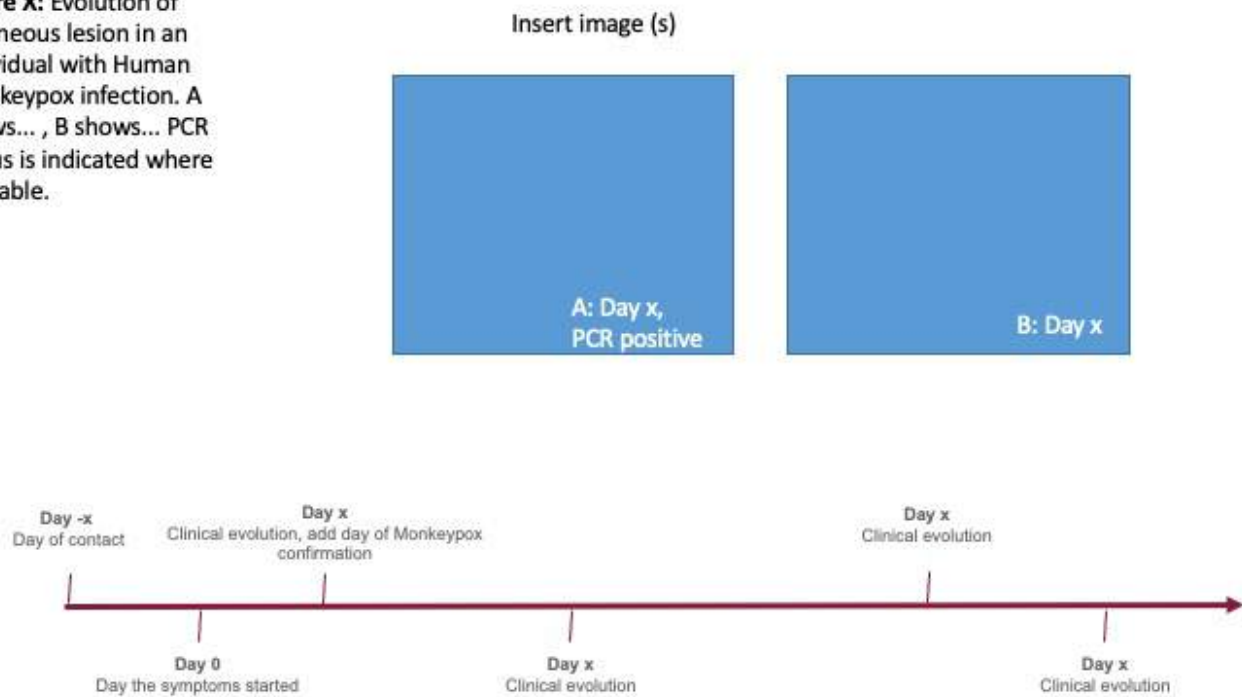 re X: Evolution of
neous lesion in an
vidual with Human
keypox infection. A
ws... , B shows... PCR
us is indicated where
able.
Insert image (s)
A: Day x,
PCR positive
B: Day x
Day -x
Day of contact
Day x
Clinical evolution, add day of Monkeypox
confirmation
Day x
Clinical evolution
Day 0
Day the symptoms started
Day x
Clinical evolution
Day x
Clinical evolution